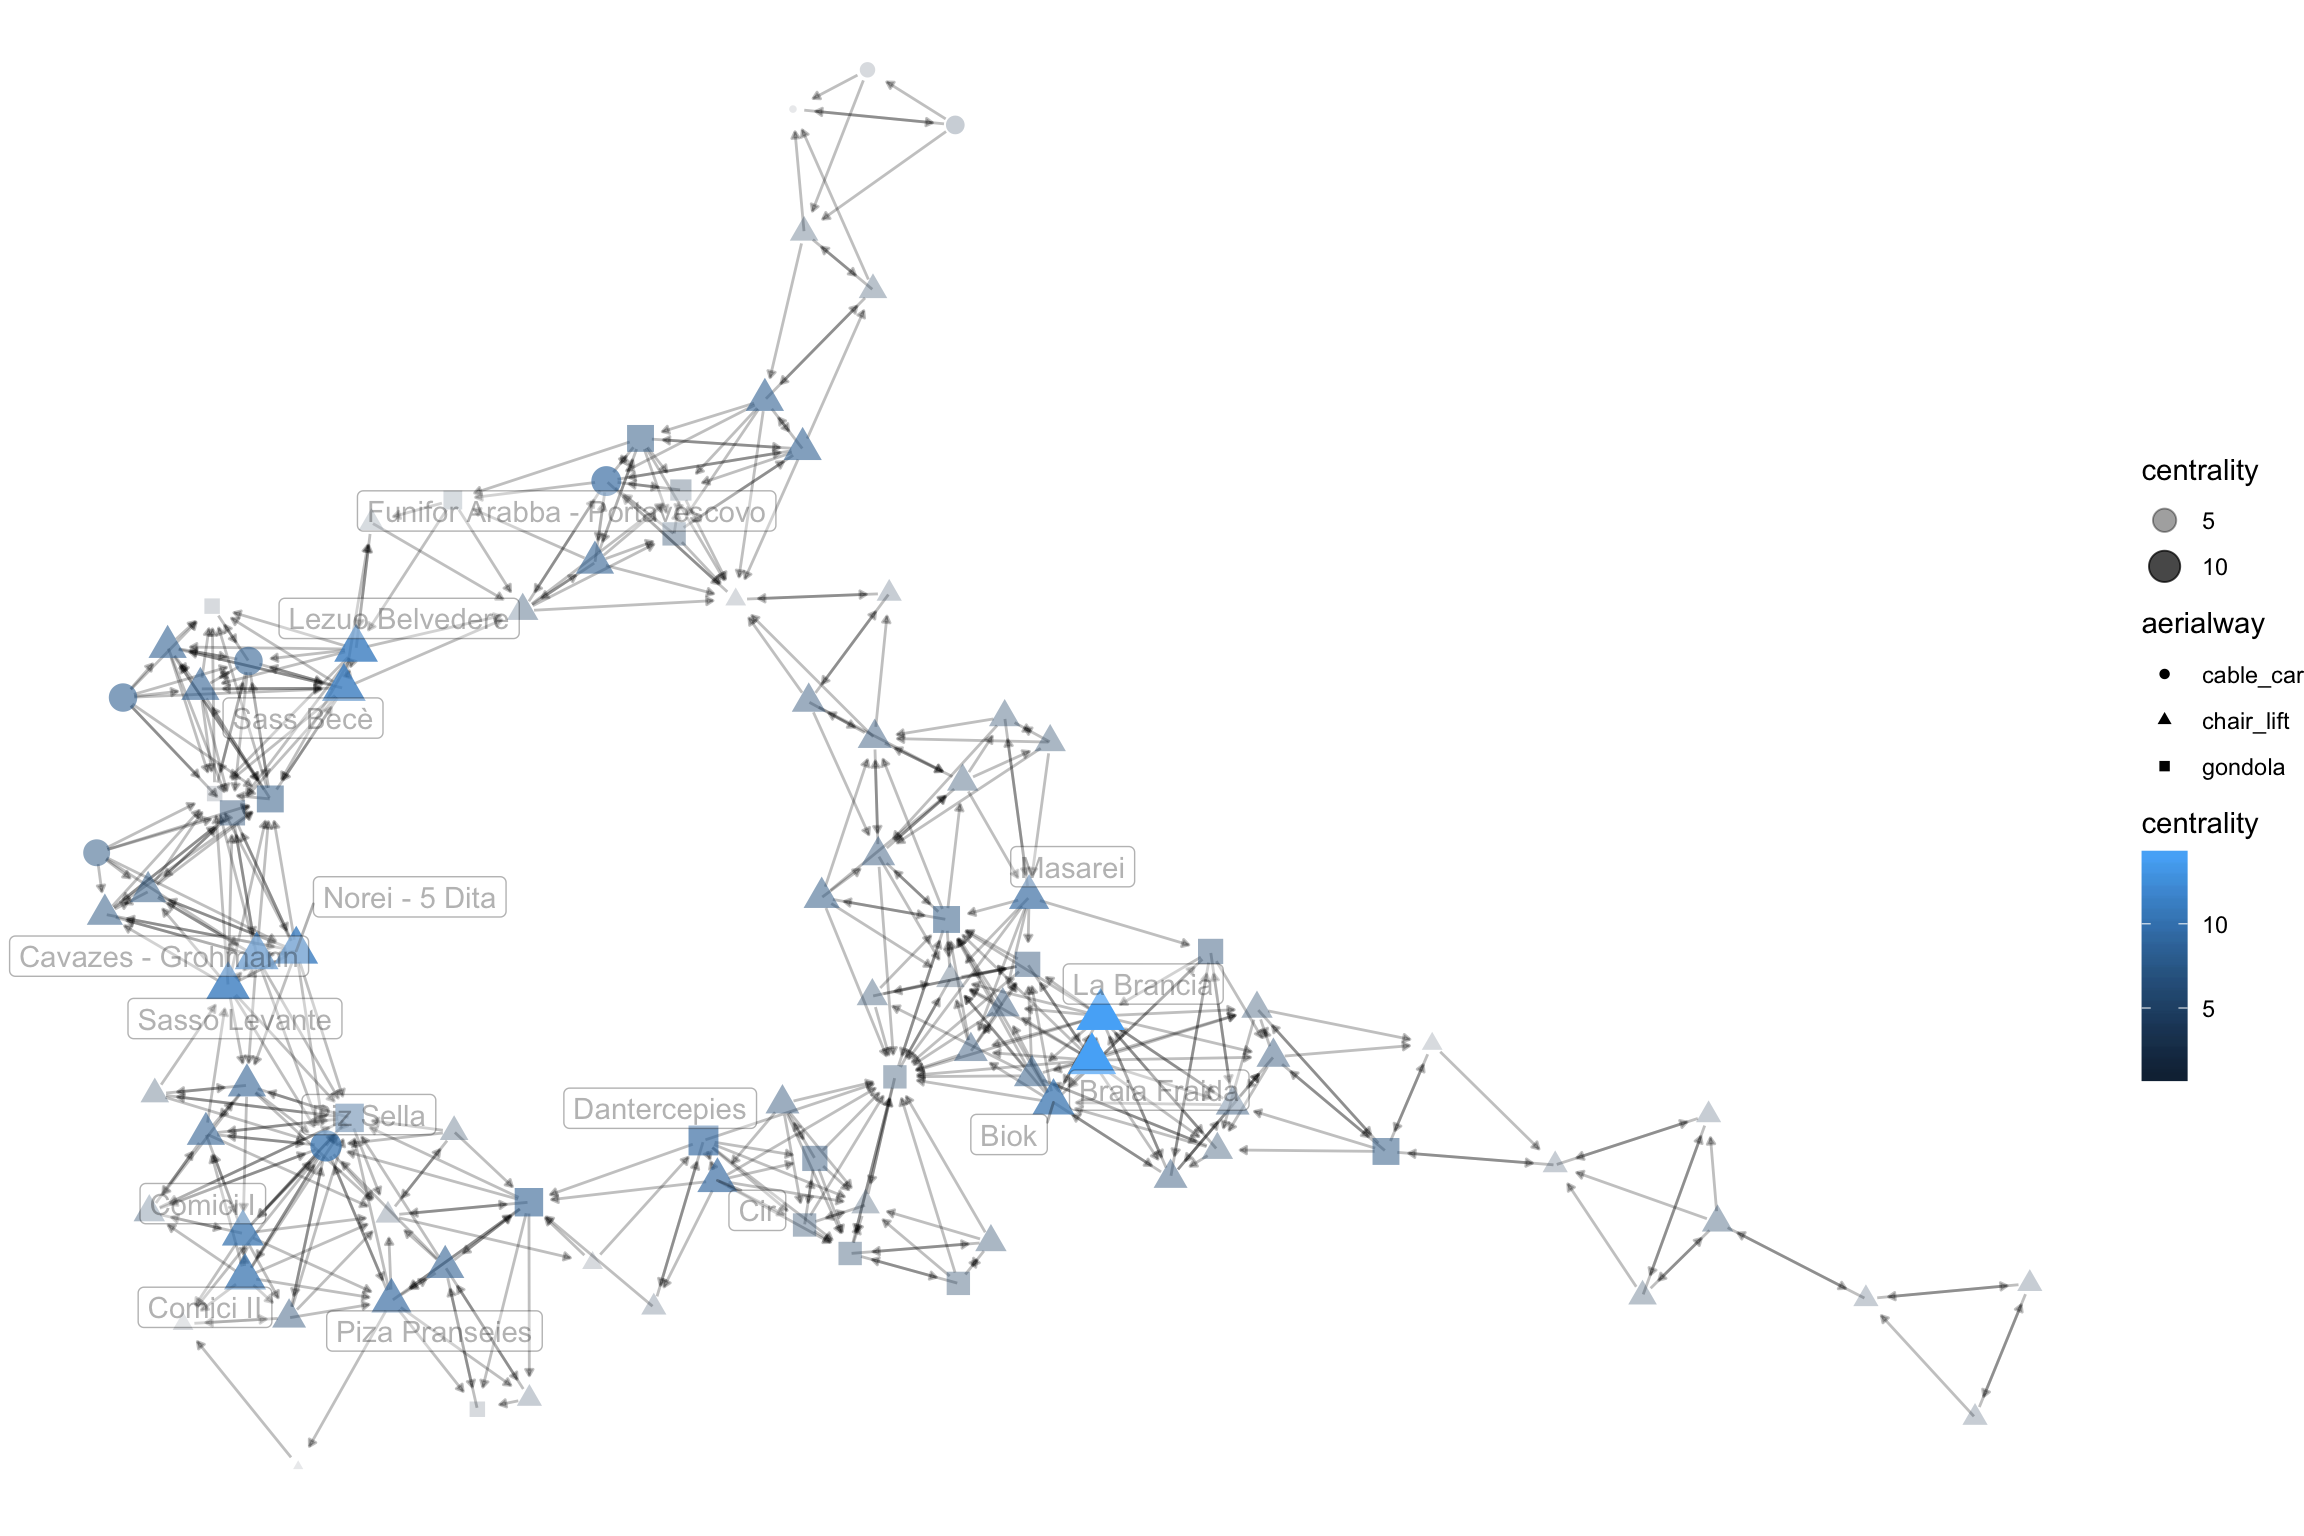 Funifor Arabba - Portavescovo
Lezuo Belvedere
Sass Becè
Masarei
Norei - 5 Dita
Cavazes - Grohmann
La Brancia
Sasso Levante
Braia Fraida
Dantercepies
Piz Sella
Biok
Comici I
Cir
Comici II
Piza Pranseies
centrality
5
10
aerialway
cable_car
chair_lift
gondola
centrality
10
5